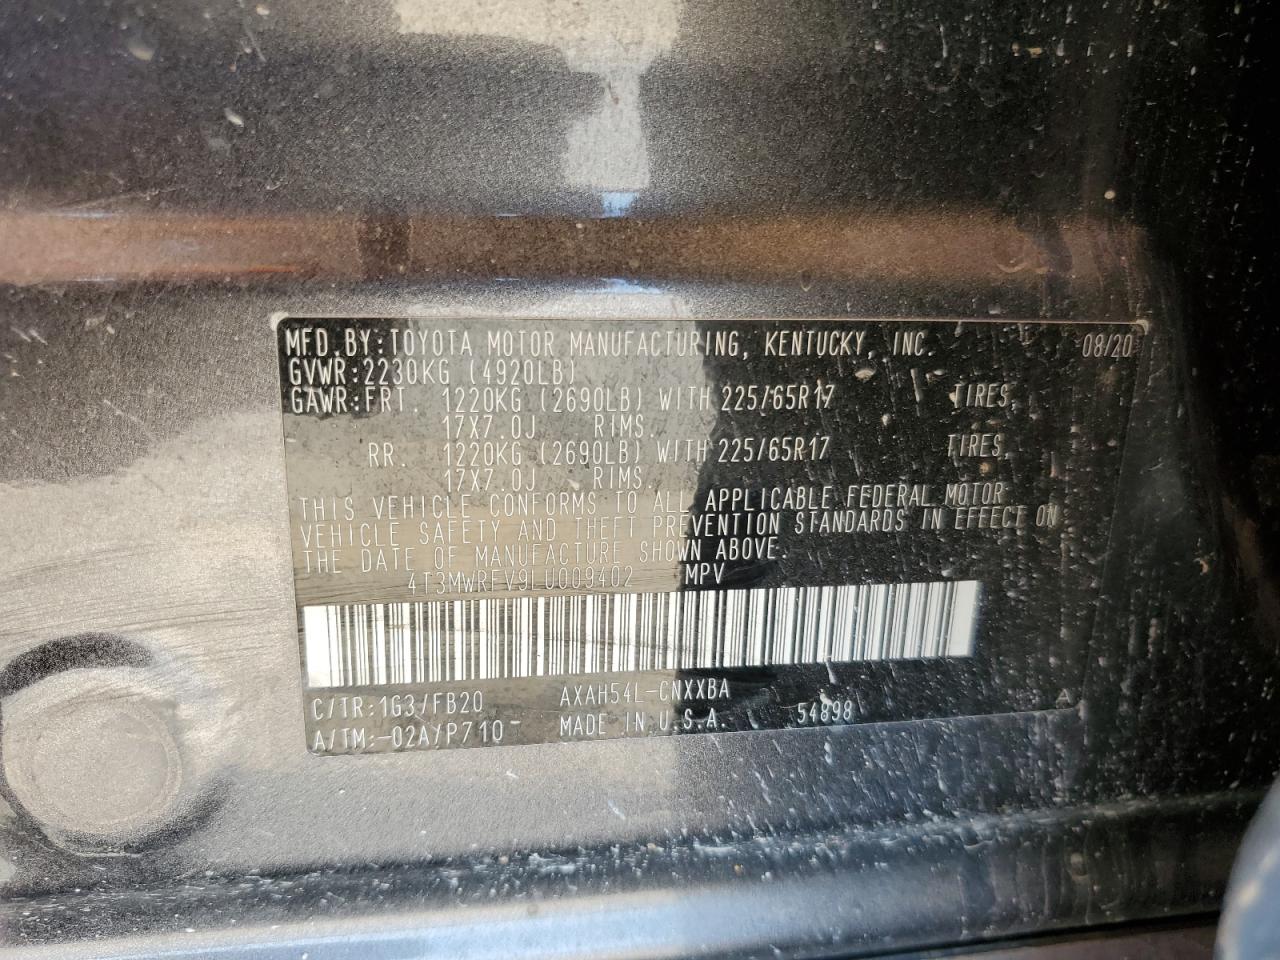 MFD.BY:TOYOTA MOTOR MANUFACTURING, KENTUCKY, INC. 08/20
GVWR:2230KG (4920LB)
GAWR:FRT. 1220KG (2690LB) WITH 225/65R17 TIRES,
17X7.0J RIMS.
RR. 1220KG (2690LB) WITH 225/65R17 TIRES,
17X7.0J RIMS.
THIS VEHICLE CONFORMS TO ALL APPLICABLE FEDERAL MOTOR
VEHICLE SAFETY AND THEFT PREVENTION STANDARDS IN EFFECT ON
THE DATE OF MANUFACTURE SHOWN ABOVE.
4T3MWRFV9LU009402 MPV
C/TR:1G3/FB20 AXAH54L-CNXXBA
A/TM:-02A/P710- MADE IN U.S.A. 54898